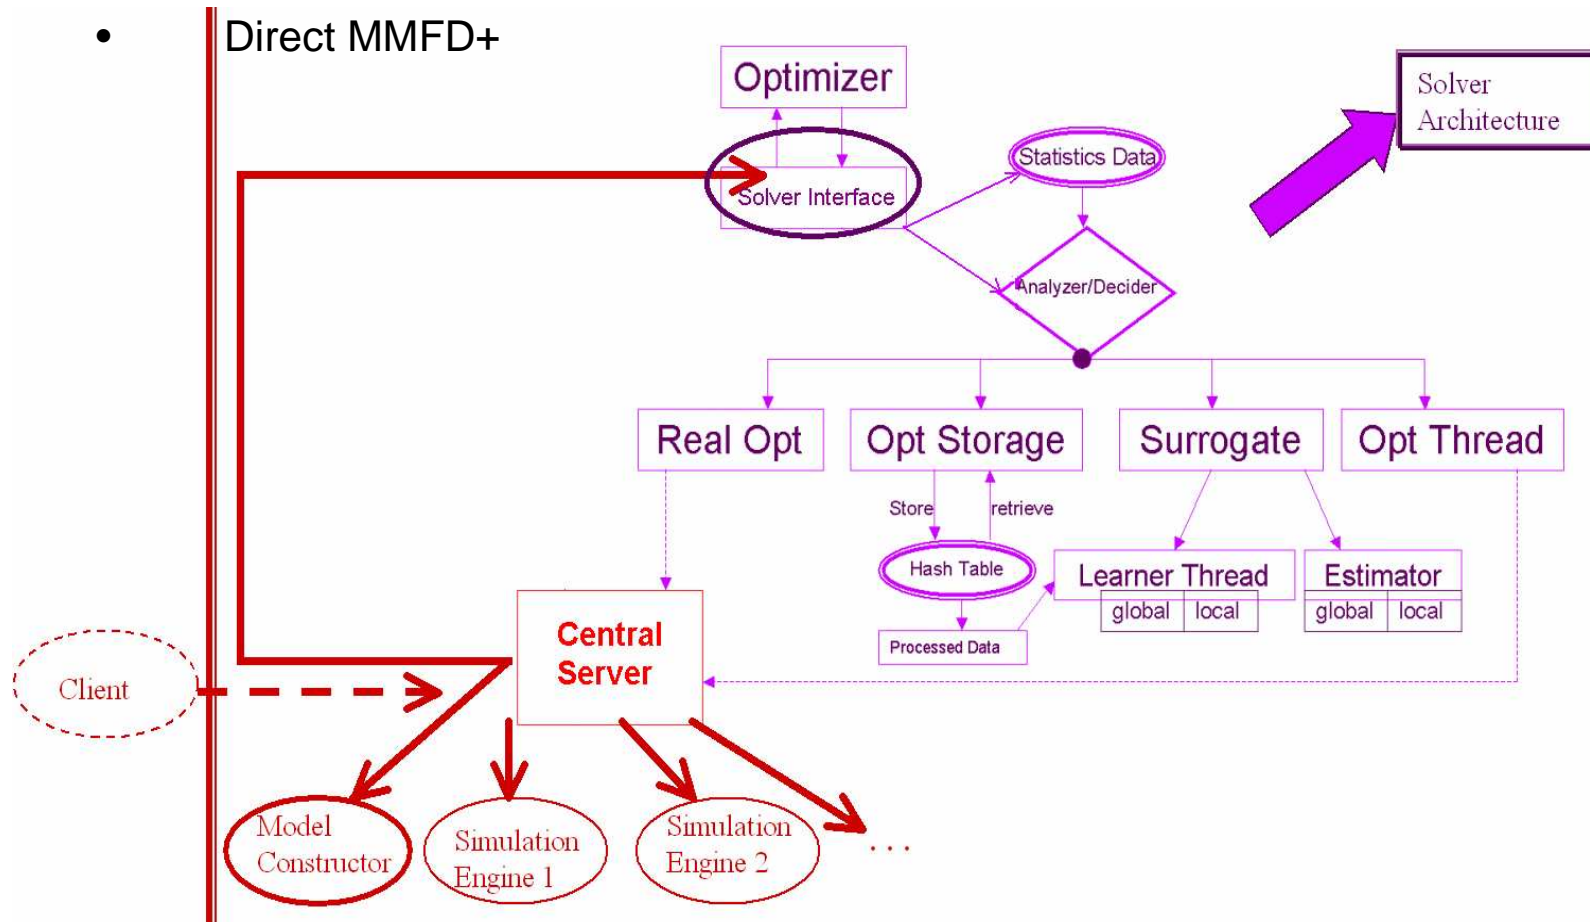 • Direct MMFD+
Optimizer
Solver
Architecture
Statistics Data
Solver Interface
Analyzer/Decider
Real Opt
Opt Storage
Surrogate
Opt Thread
Store
retrieve
Hash Table
Learner Thread
global
local
Estimator
global
local
Processed Data
Central
Server
Client
Model
Constructor
Simulation
Engine 1
Simulation
Engine 2
. . .